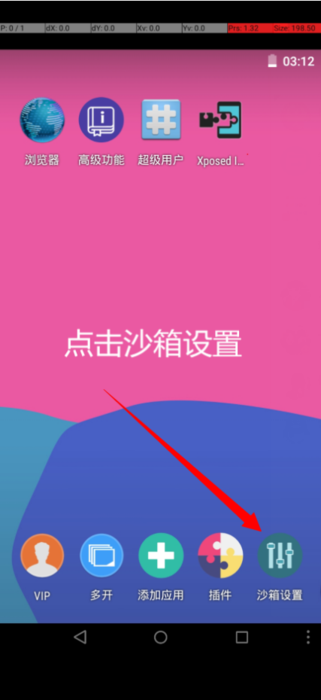 P: 0 / 1 dX: 0.0 dY: 0.0 Xv: 0.0 Yv: 0.0 Prs: 1.32 Size: 198.50
03:12
浏览器 高级功能 超级用户 Xposed I...
点击沙箱设置
VIP 多开 添加应用 插件 沙箱设置